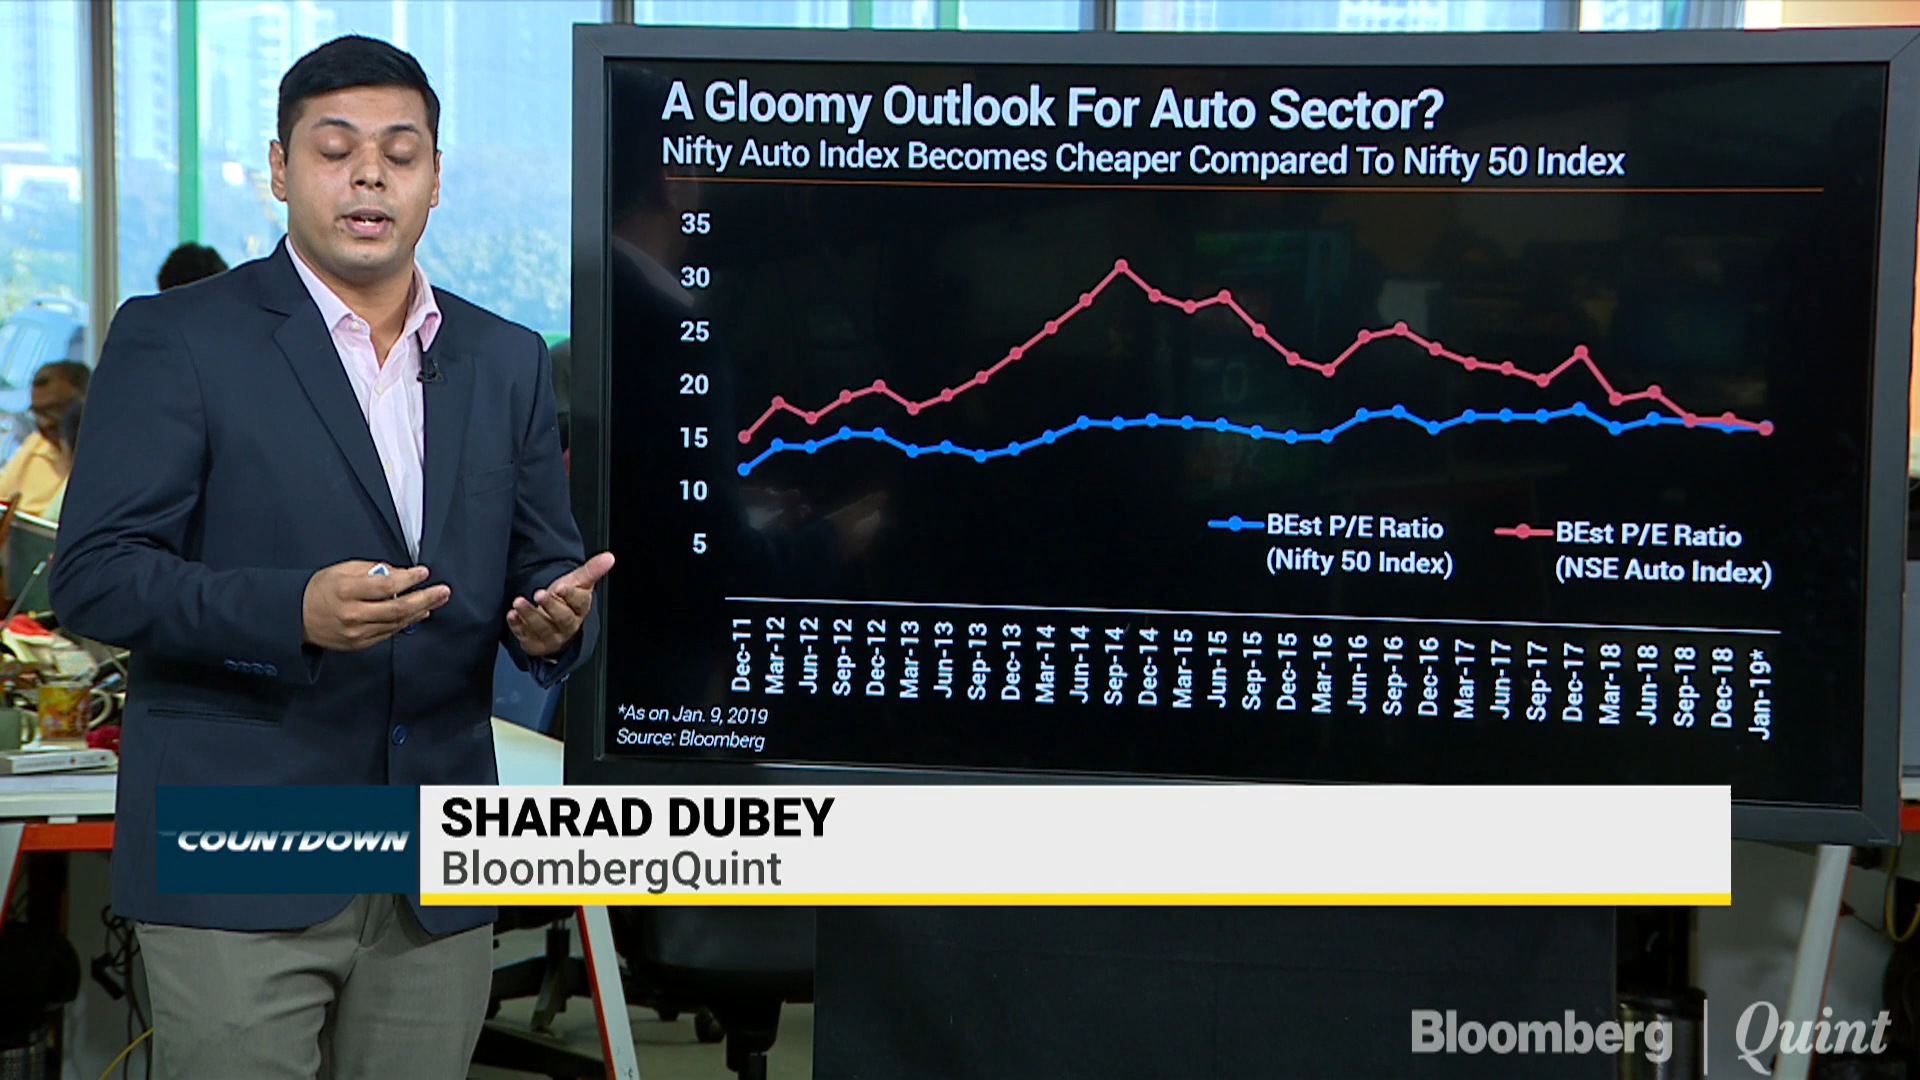 A Gloomy Outlook For Auto Sector?
Nifty Auto Index Becomes Cheaper Compared To Nifty 50 Index
35
30
25
20
15
10
5
BEst P/E Ratio
(Nifty 50 Index)
BEst P/E Ratio
(NSE Auto Index)
Dec-11
Mar-12
Jun-12
Sep-12
Dec-12
Mar-13
Jun-13
Sep-13
Dec-13
Mar-14
Jun-14
Sep-14
Dec-14
Mar-15
Jun-15
Sep-15
Dec-15
Mar-16
Jun-16
Sep-16
Dec-16
Mar-17
Jun-17
Sep-17
Dec-17
Mar-18
Jun-18
Sep-18
Dec-18
Jan-19*
*As on Jan. 9, 2019
Source: Bloomberg
COUNTDOWN
SHARAD DUBEY
BloombergQuint
Bloomberg | Quint